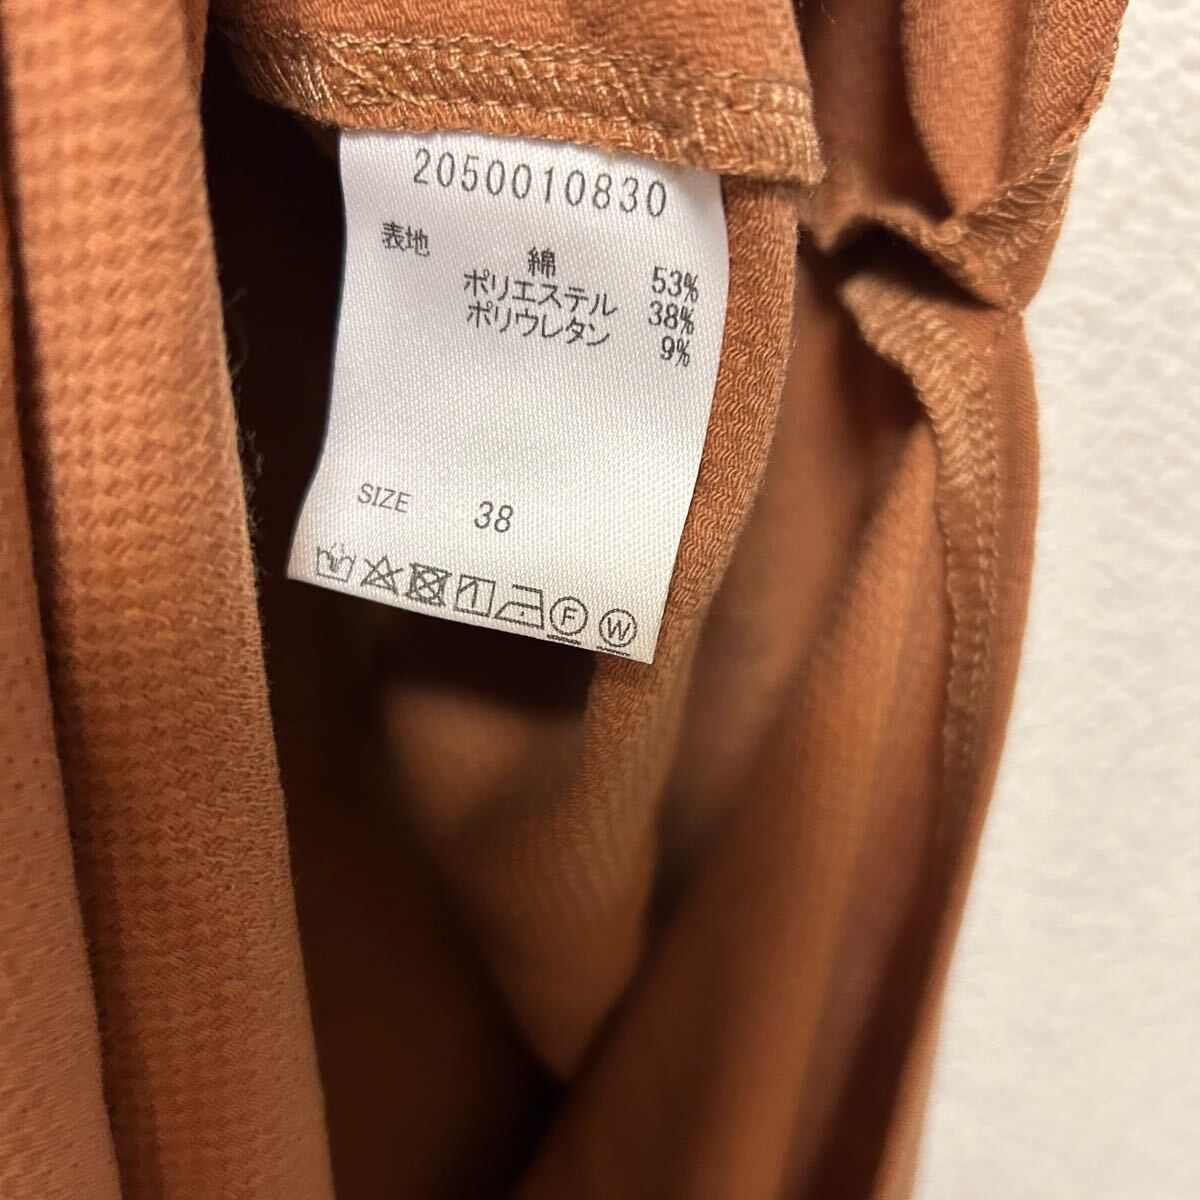 2050010830
表地 綿 53%
ポリエステル 38%
ポリウレタン 9%
SIZE 38
F W